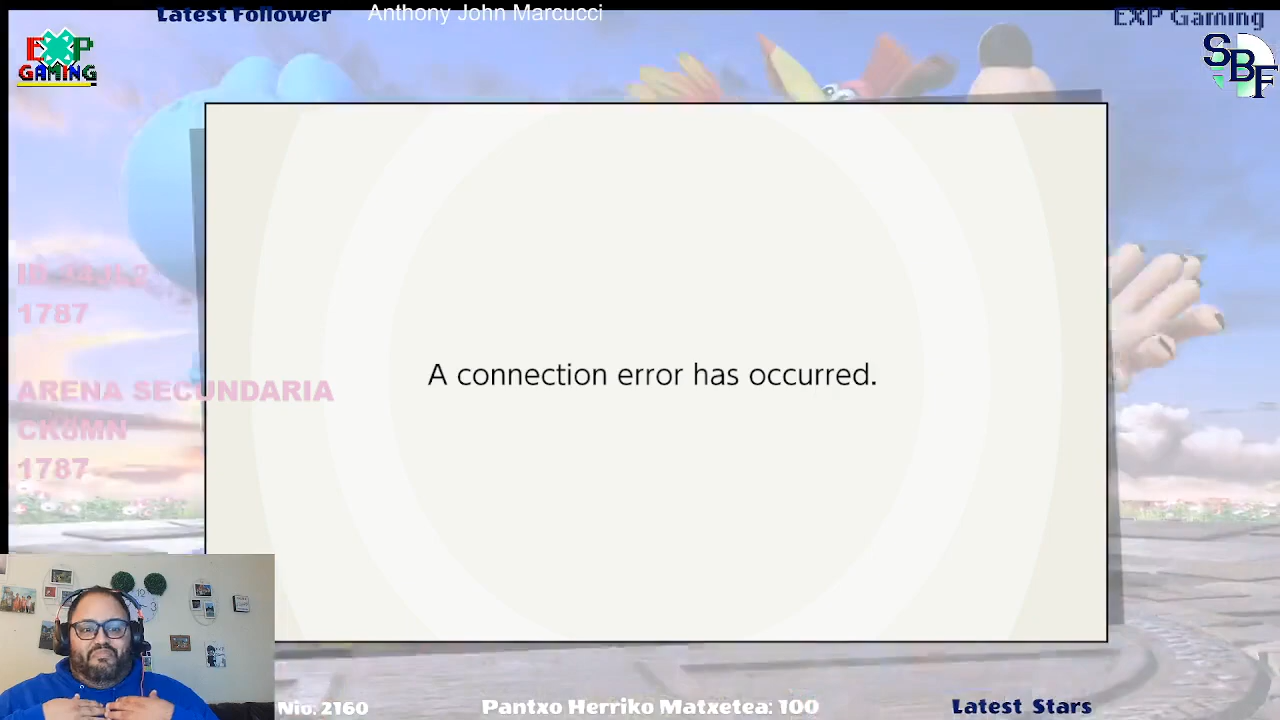 Latest Follower
Anthony John Marcucci
EXP Gaming
EXP
GAMING
SBF
A connection error has occurred.
1787
ARENA SECUNDARIA
1787
Nio. 2160
Pantxo Herriko Matxetea: 100
Latest Stars